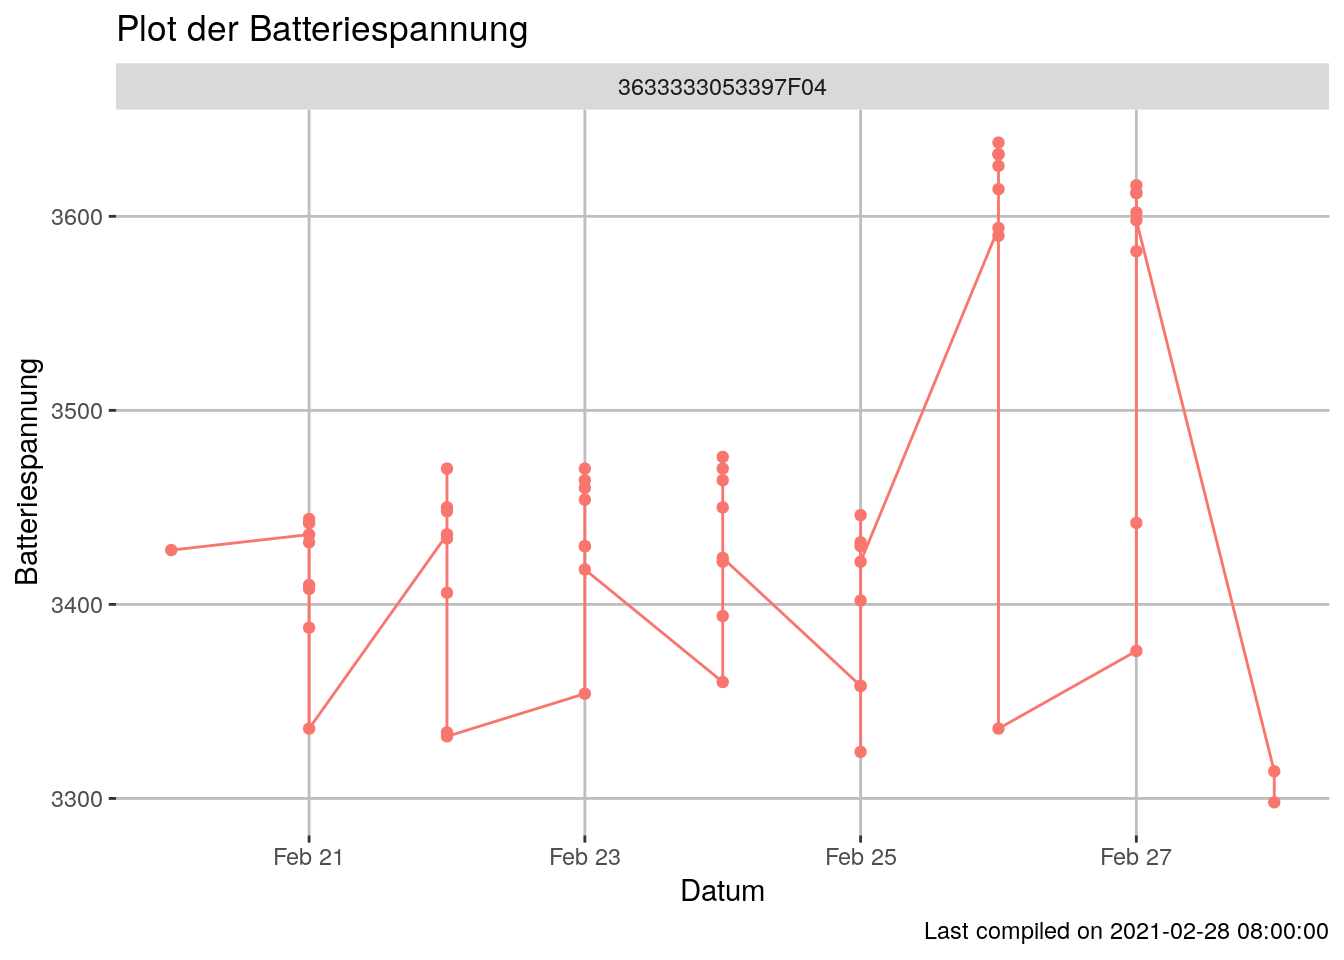 Plot der Batteriespannung
3633333053397F04
3600
3500
3400
3300
Batteriespannung
Feb 21 Feb 23 Feb 25 Feb 27
Datum
Last compiled on 2021-02-28 08:00:00